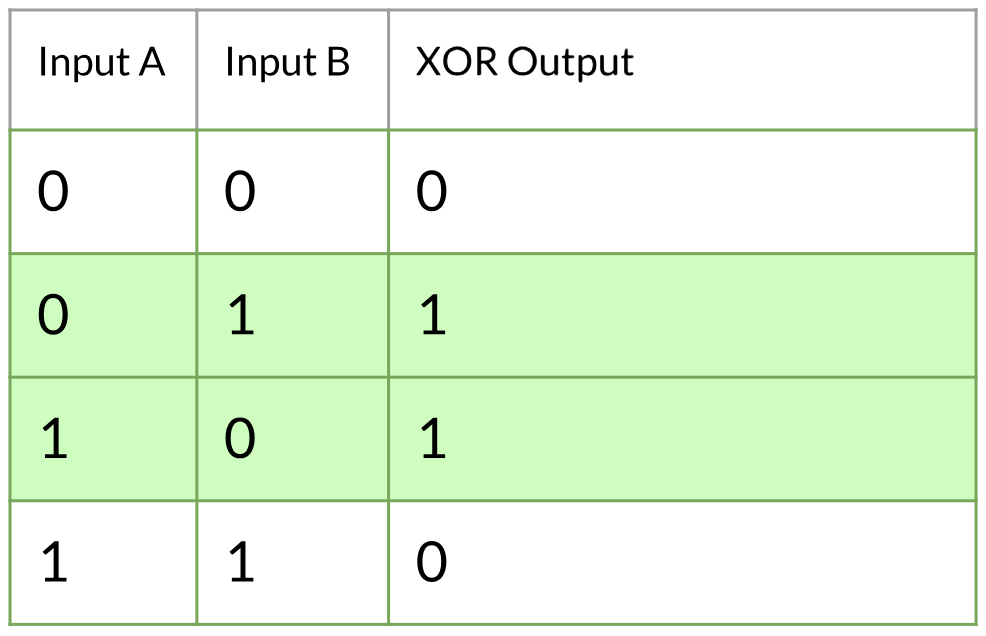 Input A Input B XOR Output
0 0 0
0 1 1
1 0 1
1 1 0